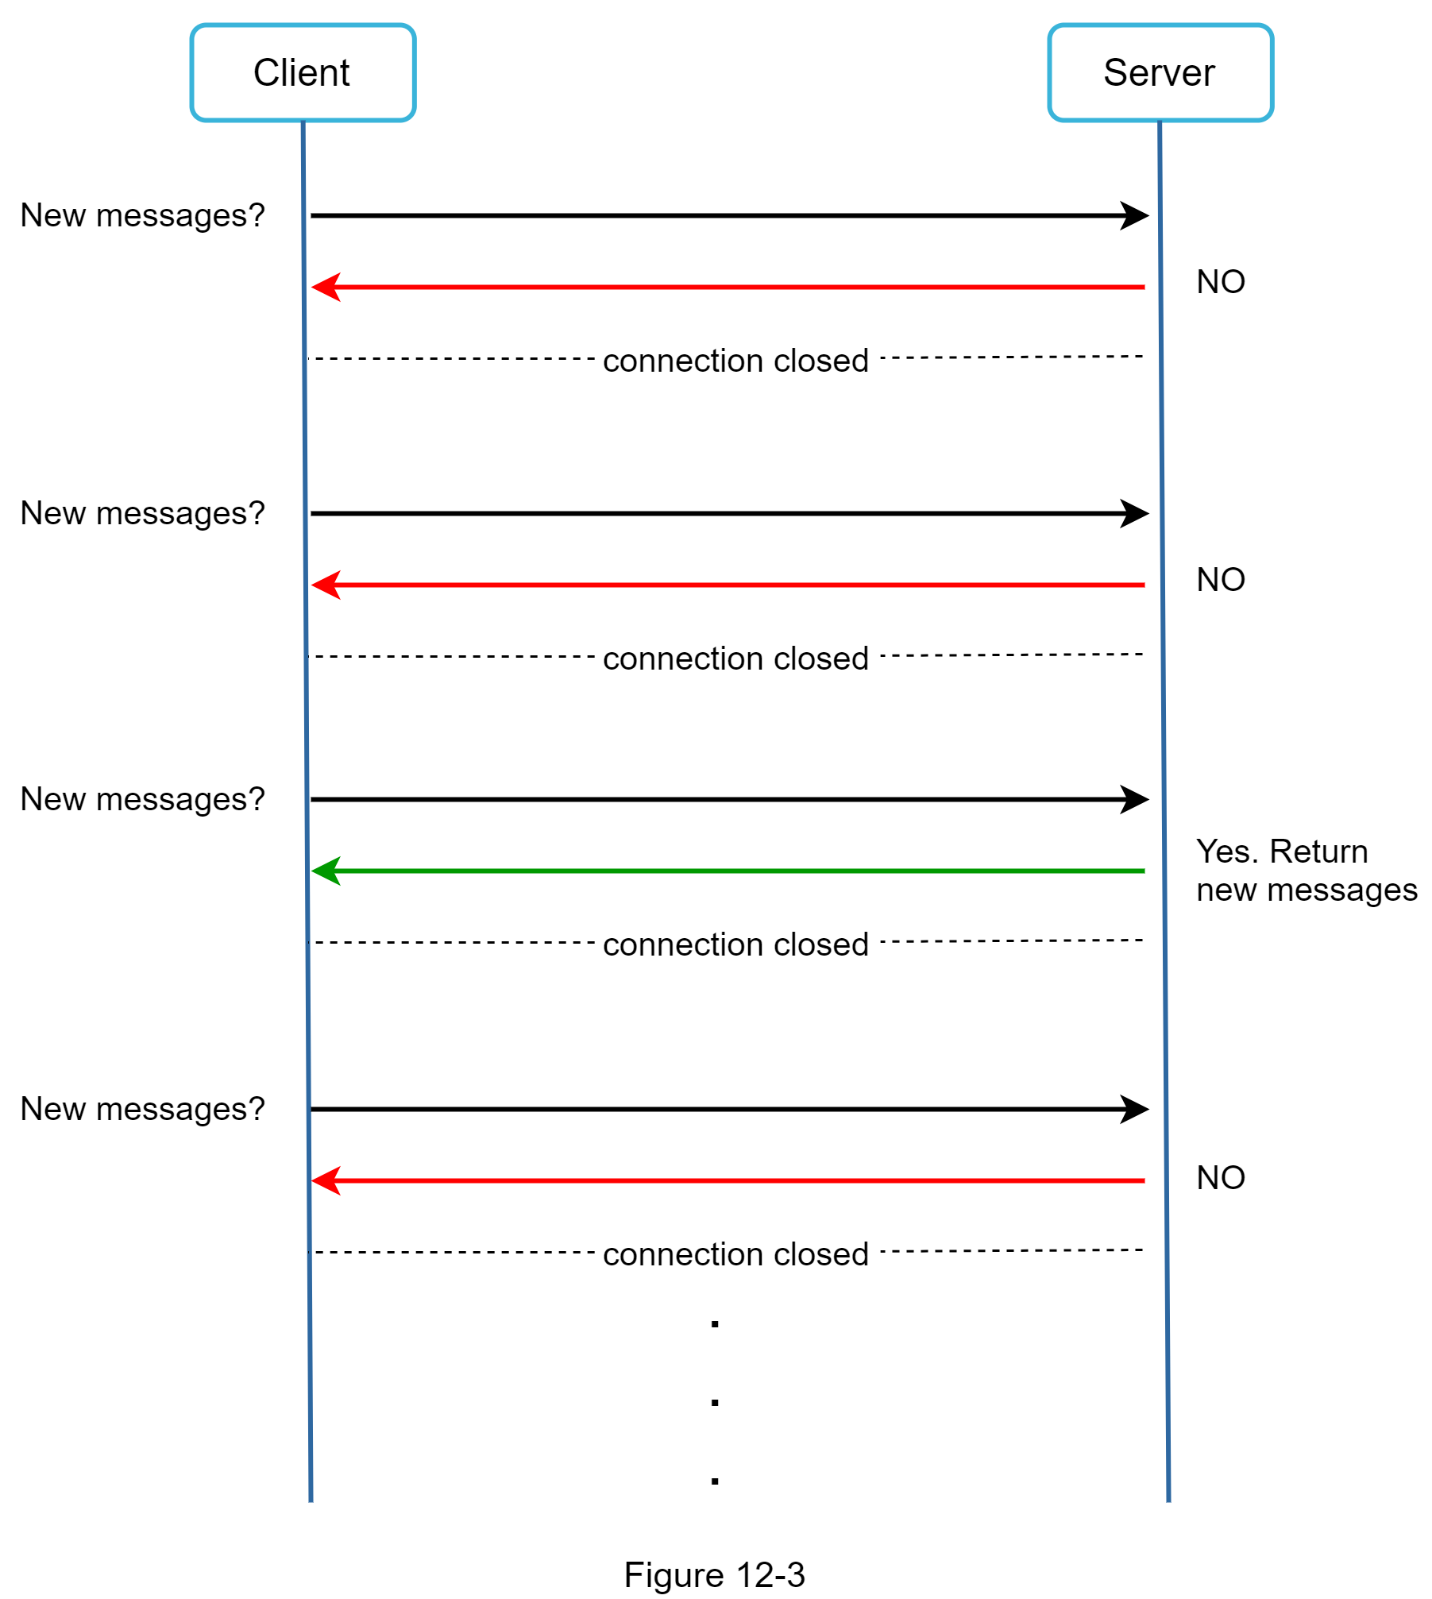 Client
Server
New messages?
NO
connection closed
New messages?
NO
connection closed
New messages?
Yes. Return
new messages
connection closed
New messages?
NO
connection closed
Figure 12-3